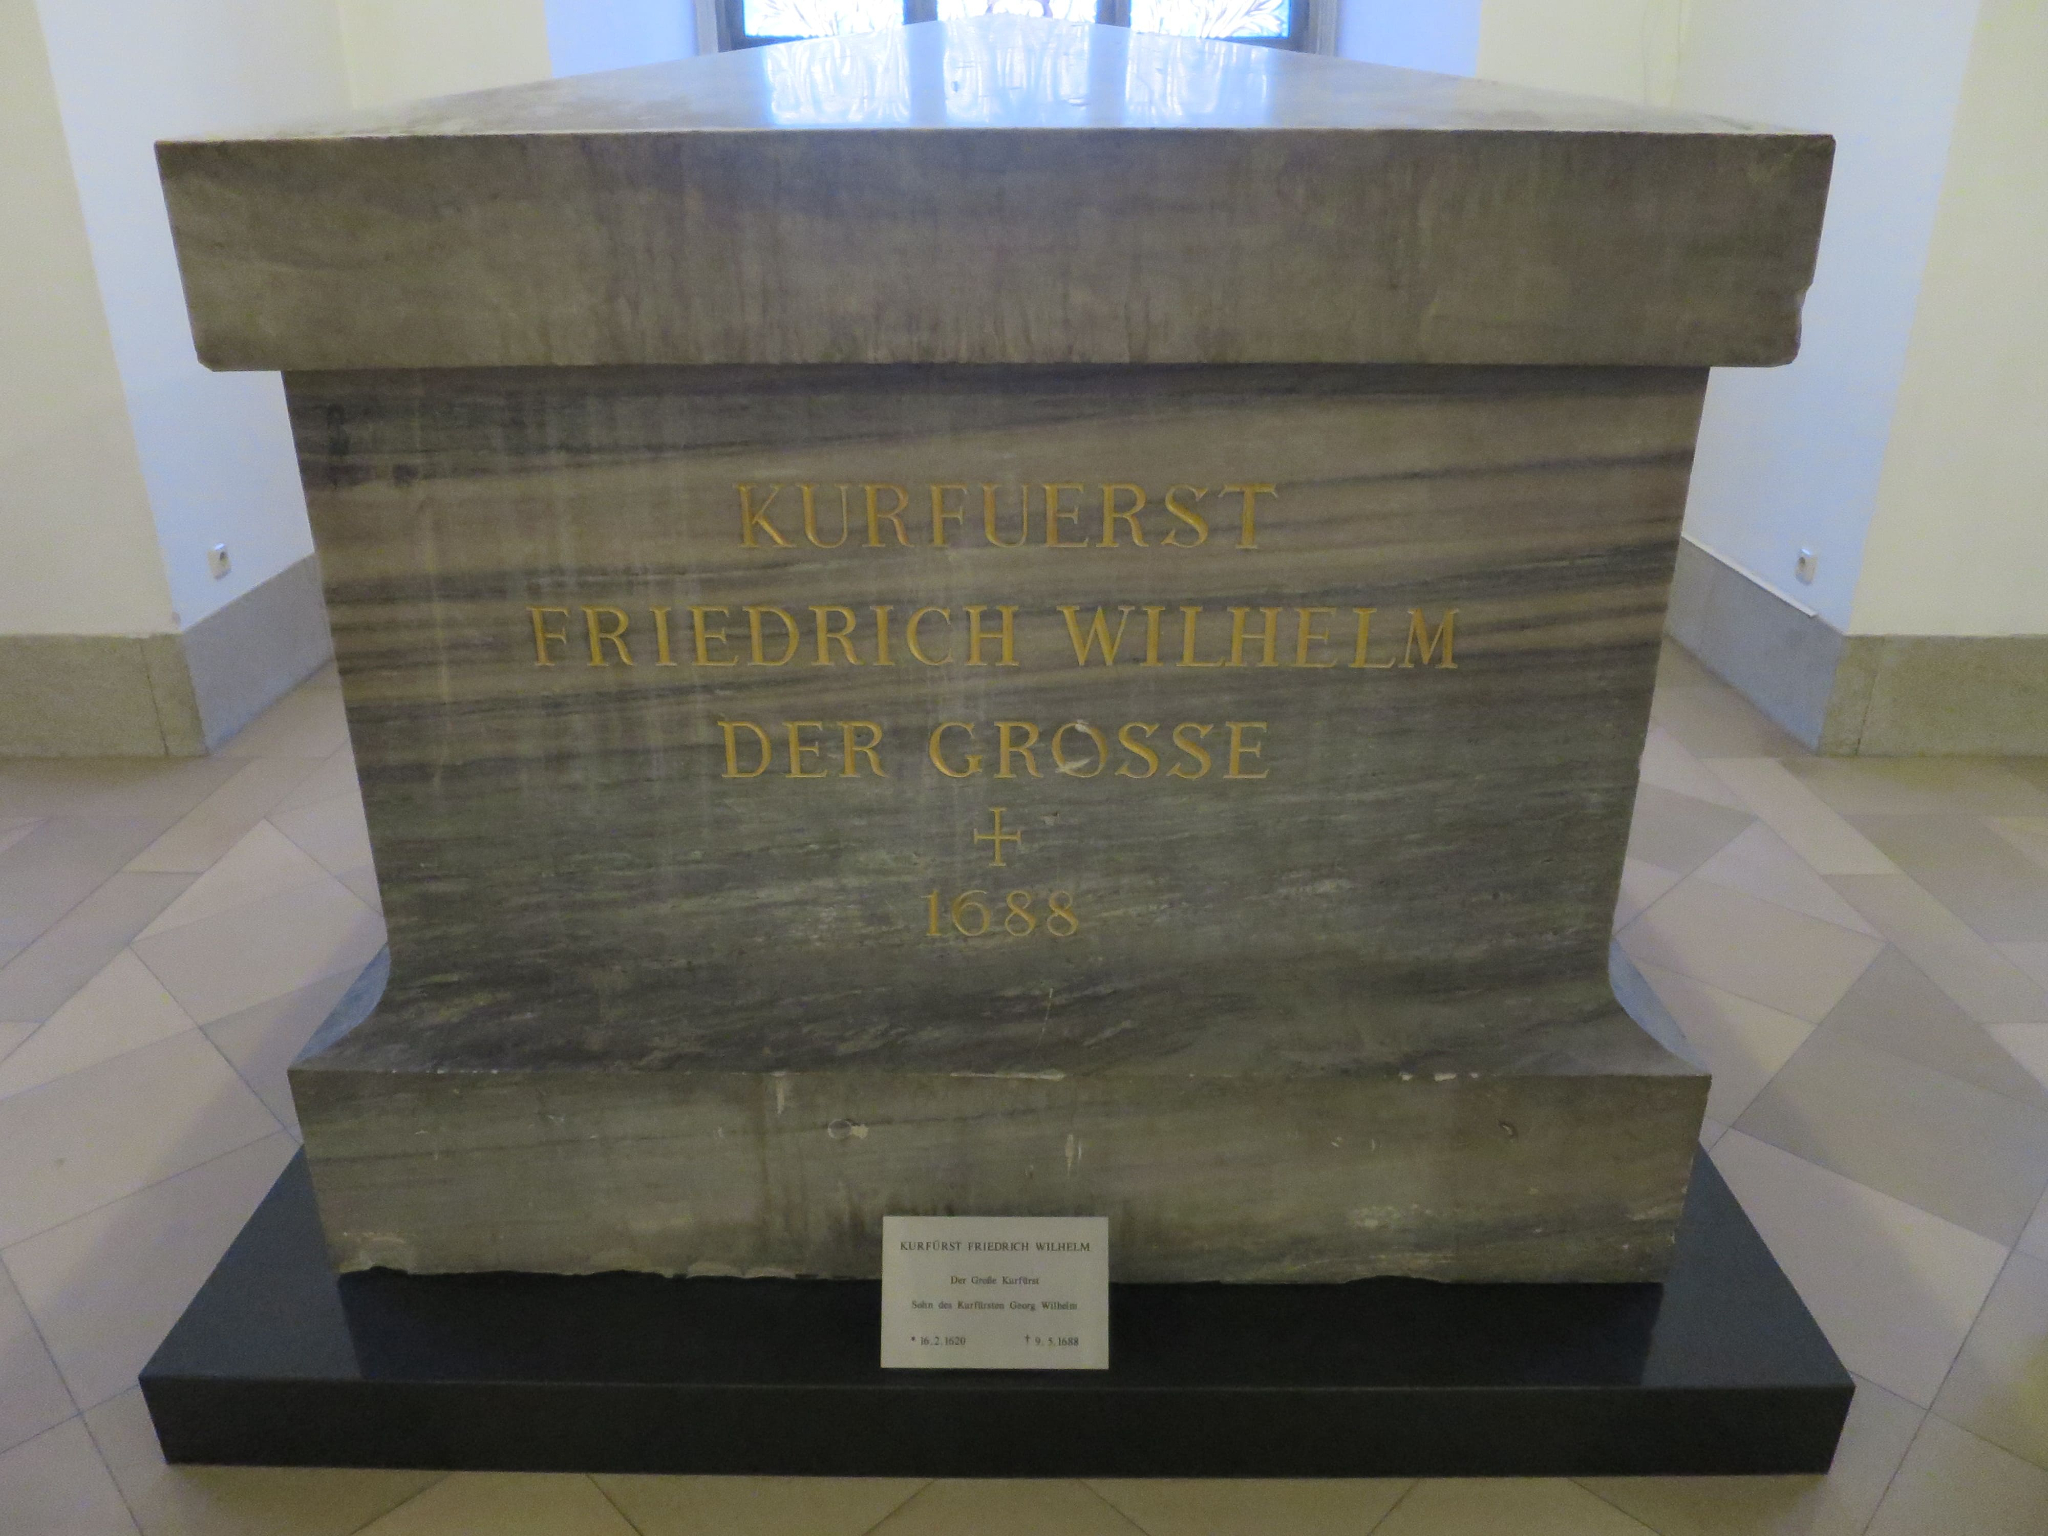 KURFUERST
FRIEDRICH WILHELM
DER GROSSE
+
1688
KURFÜRST FRIEDRICH WILHELM
Der Große Kurfürst
Sohn des Kurfürsten Georg Wilhelm
* 16. 2. 1620 † 9. 5. 1688